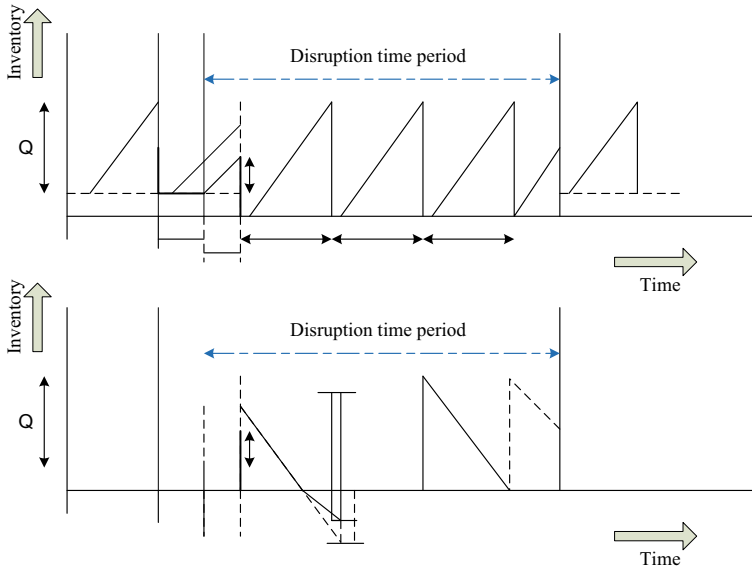 Inventory
Disruption time period
Q
Time
Inventory
Disruption time period
Q
Time